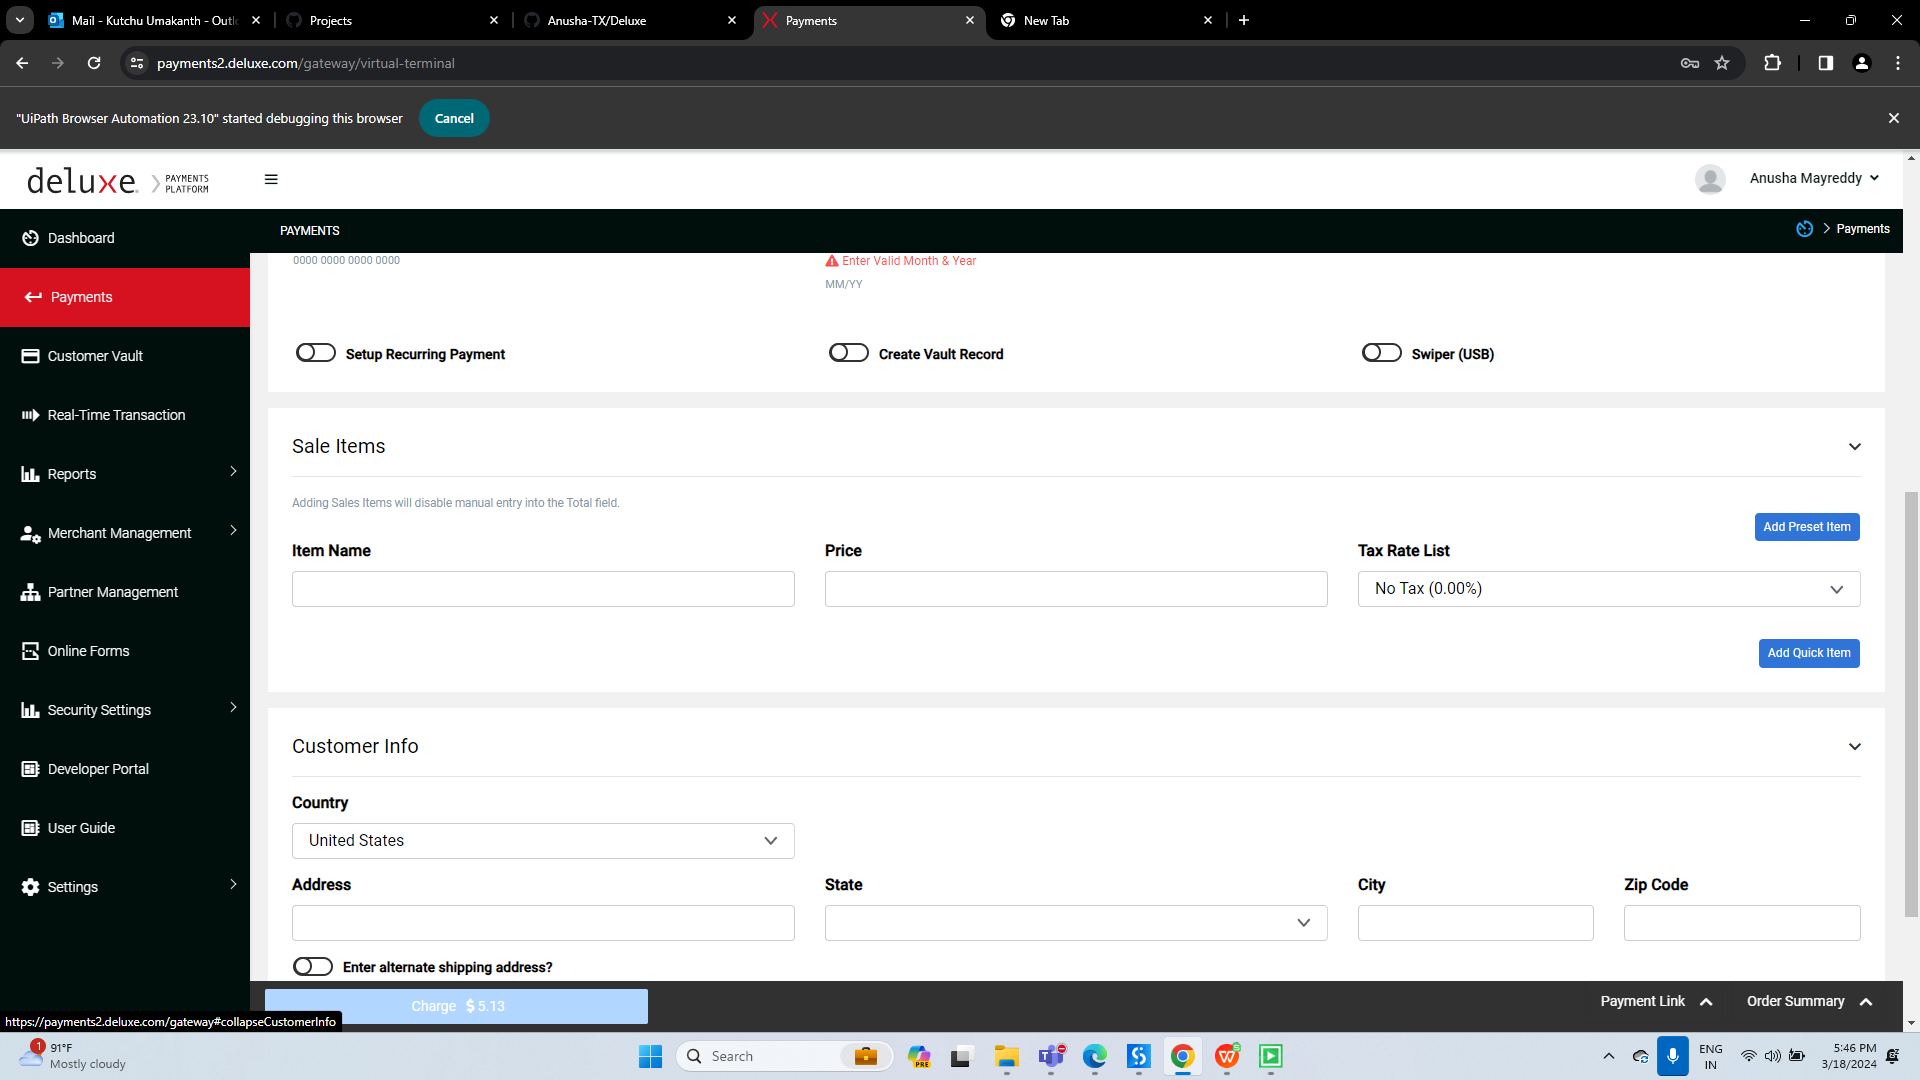 Mail - Kutchu Umakanth - Outlo
Projects
Anusha-TX/Deluxe
Payments
New Tab
payments2.deluxe.com/gateway/virtual-terminal
"UiPath Browser Automation 23.10" started debugging this browser
Cancel
deluxe.
PAYMENTS
PLATFORM
Anusha Mayreddy
Dashboard
PAYMENTS
Payments
Payments
Customer Vault
Real-Time Transaction
Reports
Merchant Management
Partner Management
Online Forms
Security Settings
Developer Portal
User Guide
Settings
0000 0000 0000 0000
Enter Valid Month & Year
MM/YY
Setup Recurring Payment
Create Vault Record
Swiper (USB)
Sale Items
Adding Sales Items will disable manual entry into the Total field.
Add Preset Item
Item Name
Price
Tax Rate List
No Tax (0.00%)
Add Quick Item
Customer Info
Country
United States
Address
State
City
Zip Code
Enter alternate shipping address?
Charge $ 5.13
Payment Link
Order Summary
https://payments2.deluxe.com/gateway#collapseCustomerInfo
1
91°F
Mostly cloudy
Search
PRE
ENG
IN
5:46 PM
3/18/2024